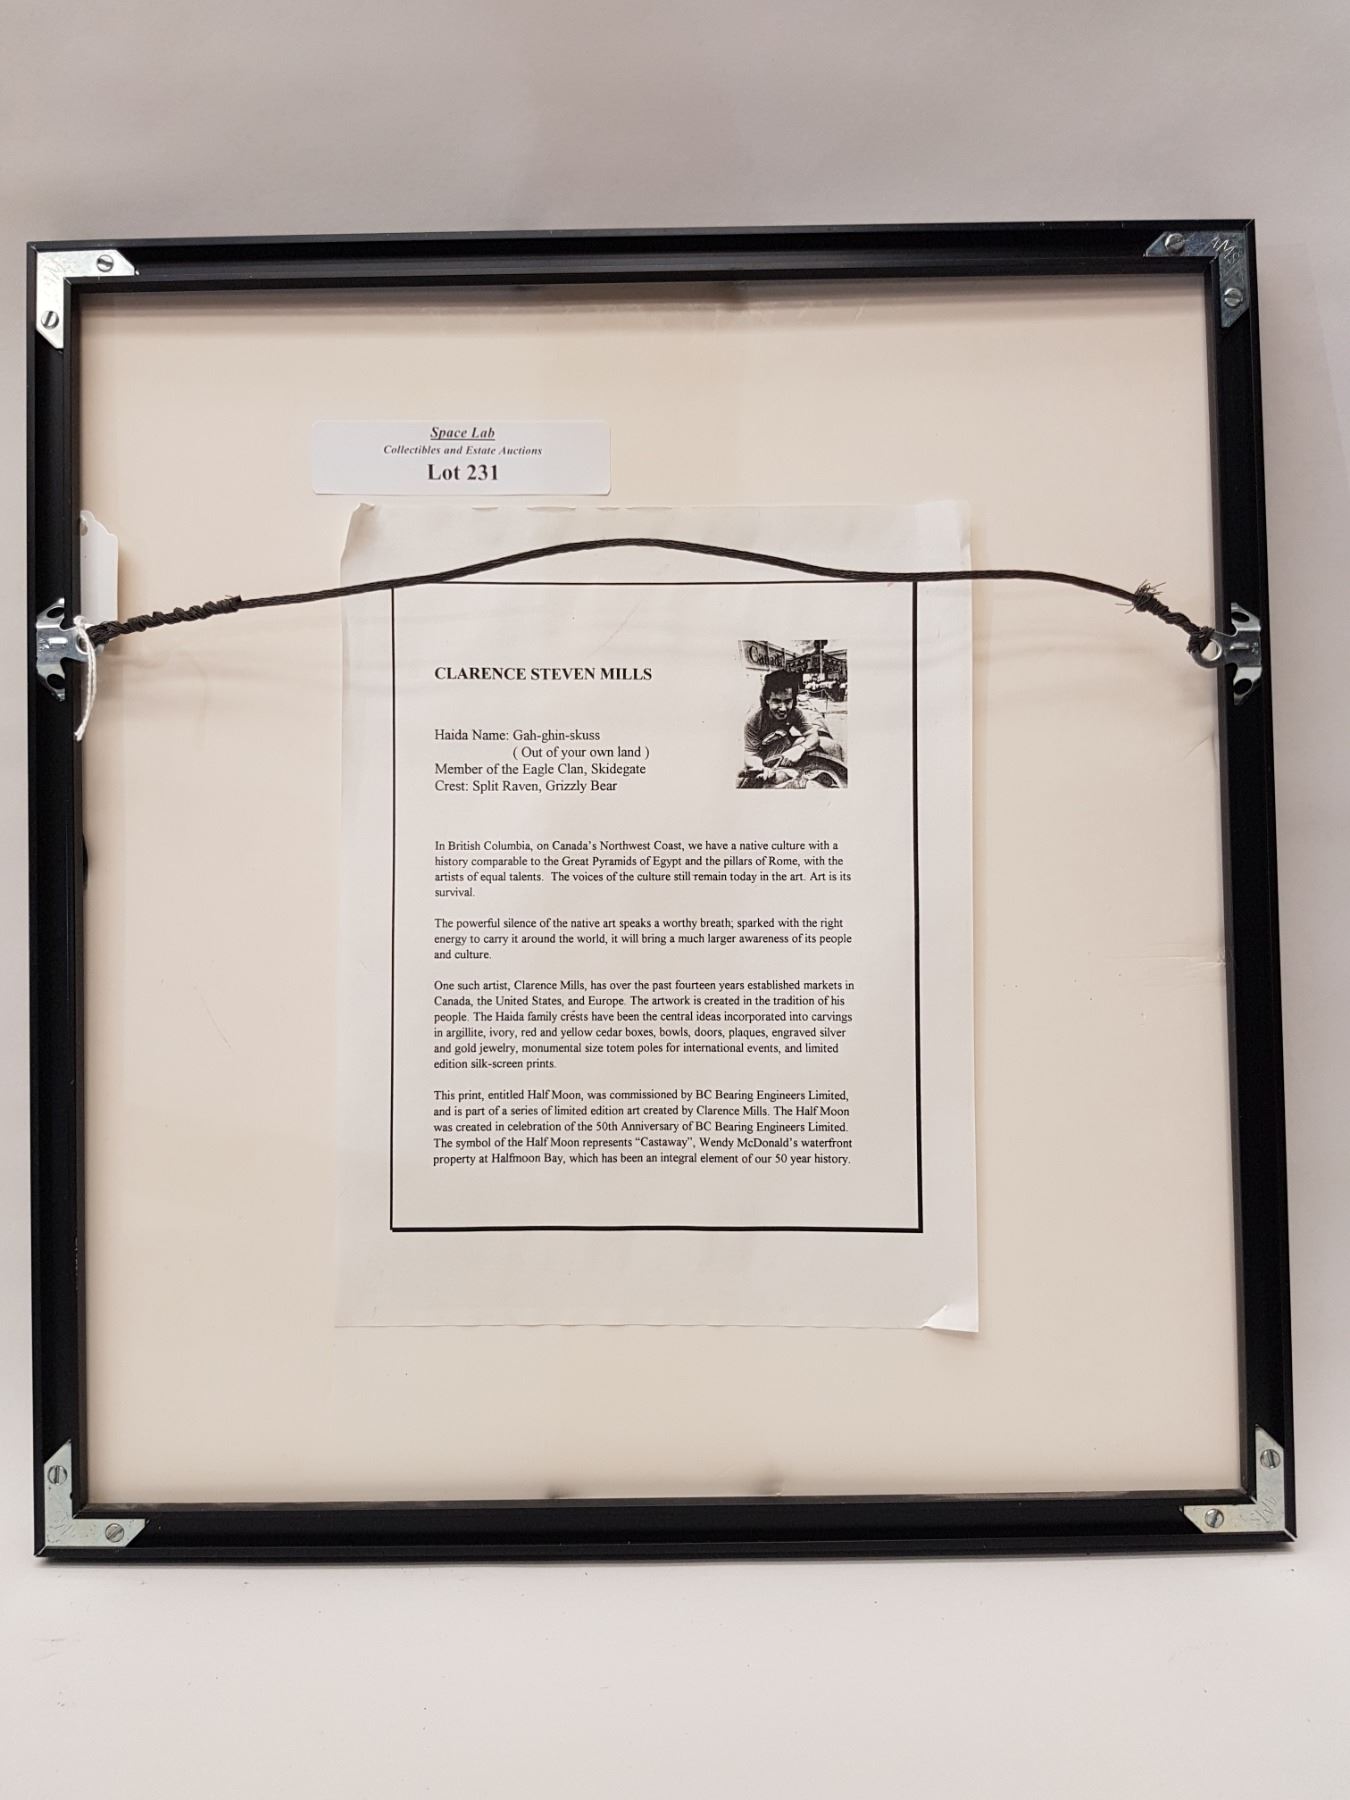 Space Lab
Collectibles and Estate Auctions
Lot 231
Canada
CLARENCE STEVEN MILLS
Haida Name: Gah-ghin-skuss
( Out of your own land )
Member of the Eagle Clan, Skidegate
Crest: Split Raven, Grizzly Bear
In British Columbia, on Canada's Northwest Coast, we have a native culture with a
history comparable to the Great Pyramids of Egypt and the pillars of Rome, with the
artists of equal talents. The voices of the culture still remain today in the art. Art is its
survival.
The powerful silence of the native art speaks a worthy breath; sparked with the right
energy to carry it around the world, it will bring a much larger awareness of its people
and culture.
One such artist, Clarence Mills, has over the past fourteen years established markets in
Canada, the United States, and Europe. The artwork is created in the tradition of his
people. The Haida family crests have been the central ideas incorporated into carvings
in argillite, ivory, red and yellow cedar boxes, bowls, doors, plaques, engraved silver
and gold jewelry, monumental size totem poles for international events, and limited
edition silk-screen prints.
This print, entitled Half Moon, was commissioned by BC Bearing Engineers Limited,
and is part of a series of limited edition art created by Clarence Mills. The Half Moon
was created in celebration of the 50th Anniversary of BC Bearing Engineers Limited.
The symbol of the Half Moon represents "Castaway", Wendy McDonald's waterfront
property at Halfmoon Bay, which has been an integral element of our 50 year history.